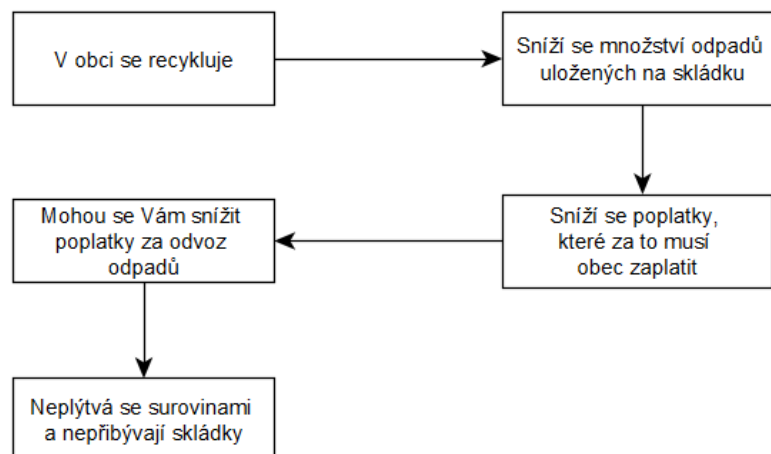 V obci se recykluje
Sníží se množství odpadů
uložených na skládku
Sníží se poplatky,
které za to musí
obec zaplatit
Mohou se Vám snížit
poplatky za odvoz
odpadů
Neplýtvá se surovinami
a nepřibývají skládky